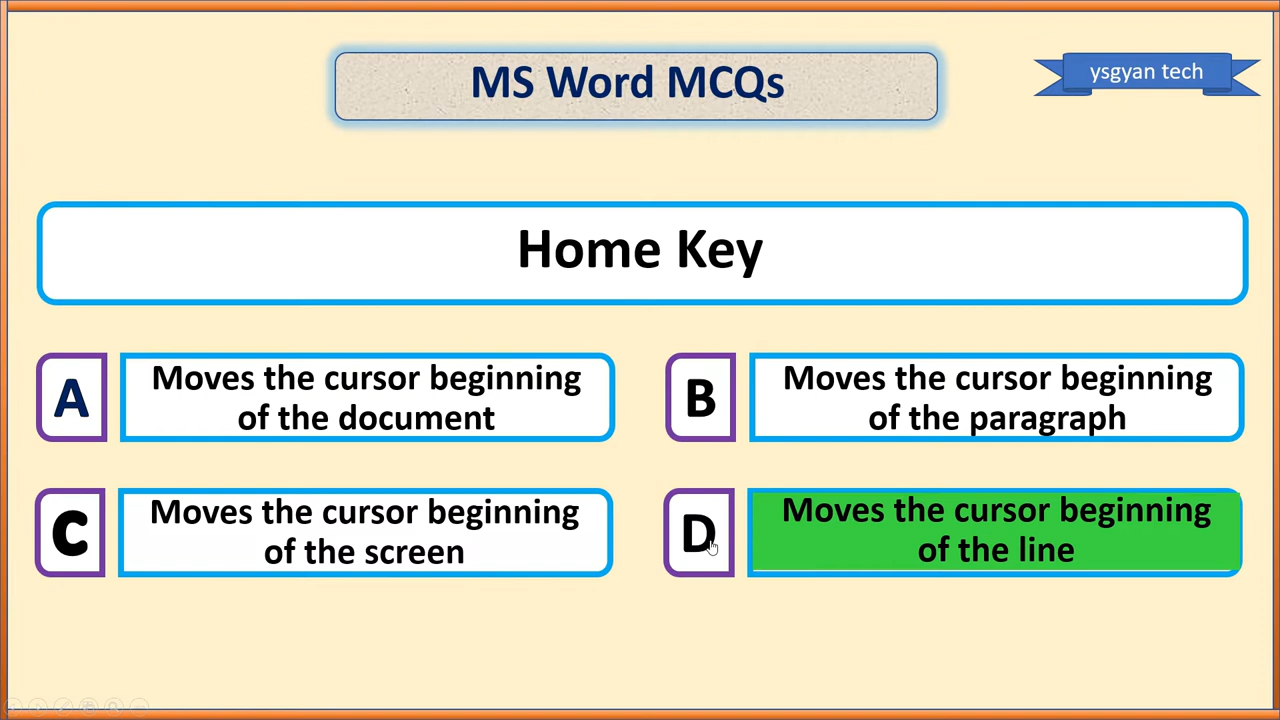 MS Word MCQs
ysgyan tech
Home Key
A
Moves the cursor beginning
of the document
B
Moves the cursor beginning
of the paragraph
C
Moves the cursor beginning
of the screen
D
Moves the cursor beginning
of the line